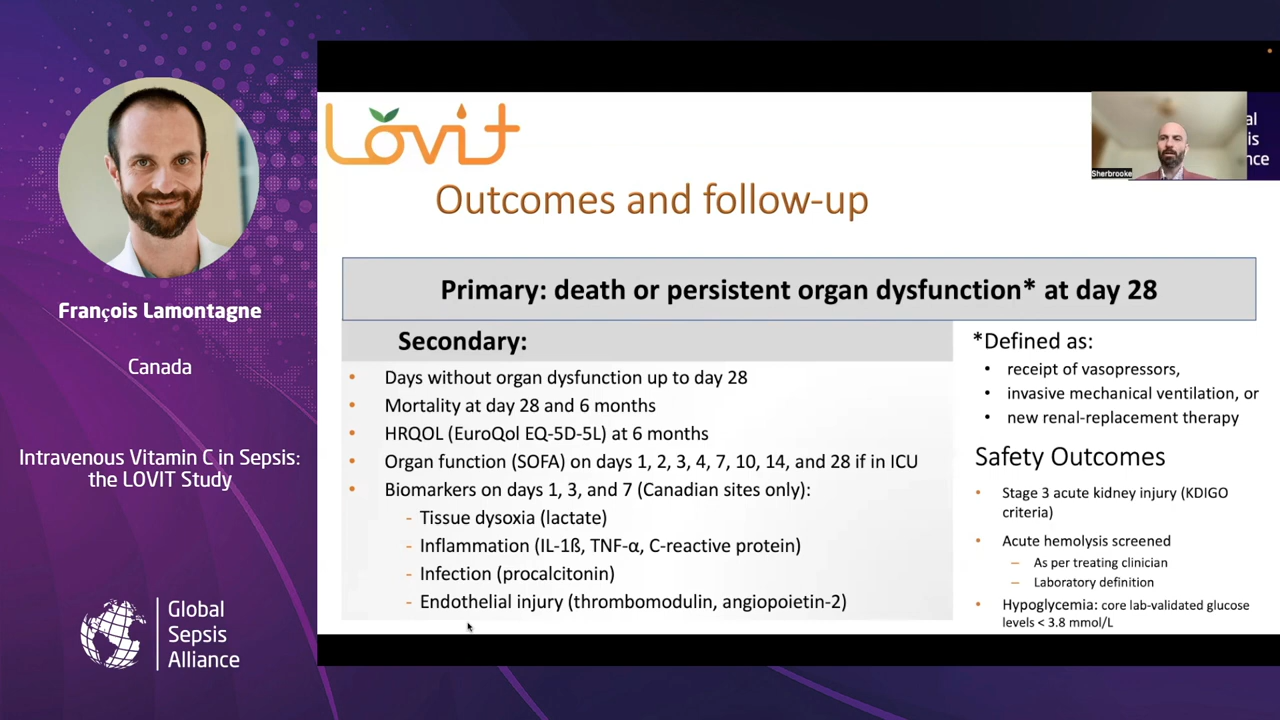 François Lamontagne
Canada
Intravenous Vitamin C in Sepsis:
the LOVIT Study
Global
Sepsis
Alliance
Lovit
Outcomes and follow-up
Primary: death or persistent organ dysfunction* at day 28
Secondary:
• Days without organ dysfunction up to day 28
• Mortality at day 28 and 6 months
• HRQOL (EuroQol EQ-5D-5L) at 6 months
• Organ function (SOFA) on days 1, 2, 3, 4, 7, 10, 14, and 28 if in ICU
• Biomarkers on days 1, 3, and 7 (Canadian sites only):
- Tissue dysoxia (lactate)
- Inflammation (IL-1ß, TNF-α, C-reactive protein)
- Infection (procalcitonin)
- Endothelial injury (thrombomodulin, angiopoietin-2)
*Defined as:
• receipt of vasopressors,
• invasive mechanical ventilation, or
• new renal-replacement therapy
Safety Outcomes
• Stage 3 acute kidney injury (KDIGO
criteria)
• Acute hemolysis screened
– As per treating clinician
– Laboratory definition
• Hypoglycemia: core lab-validated glucose
levels < 3.8 mmol/L
Sherbrooke
al
is
nce